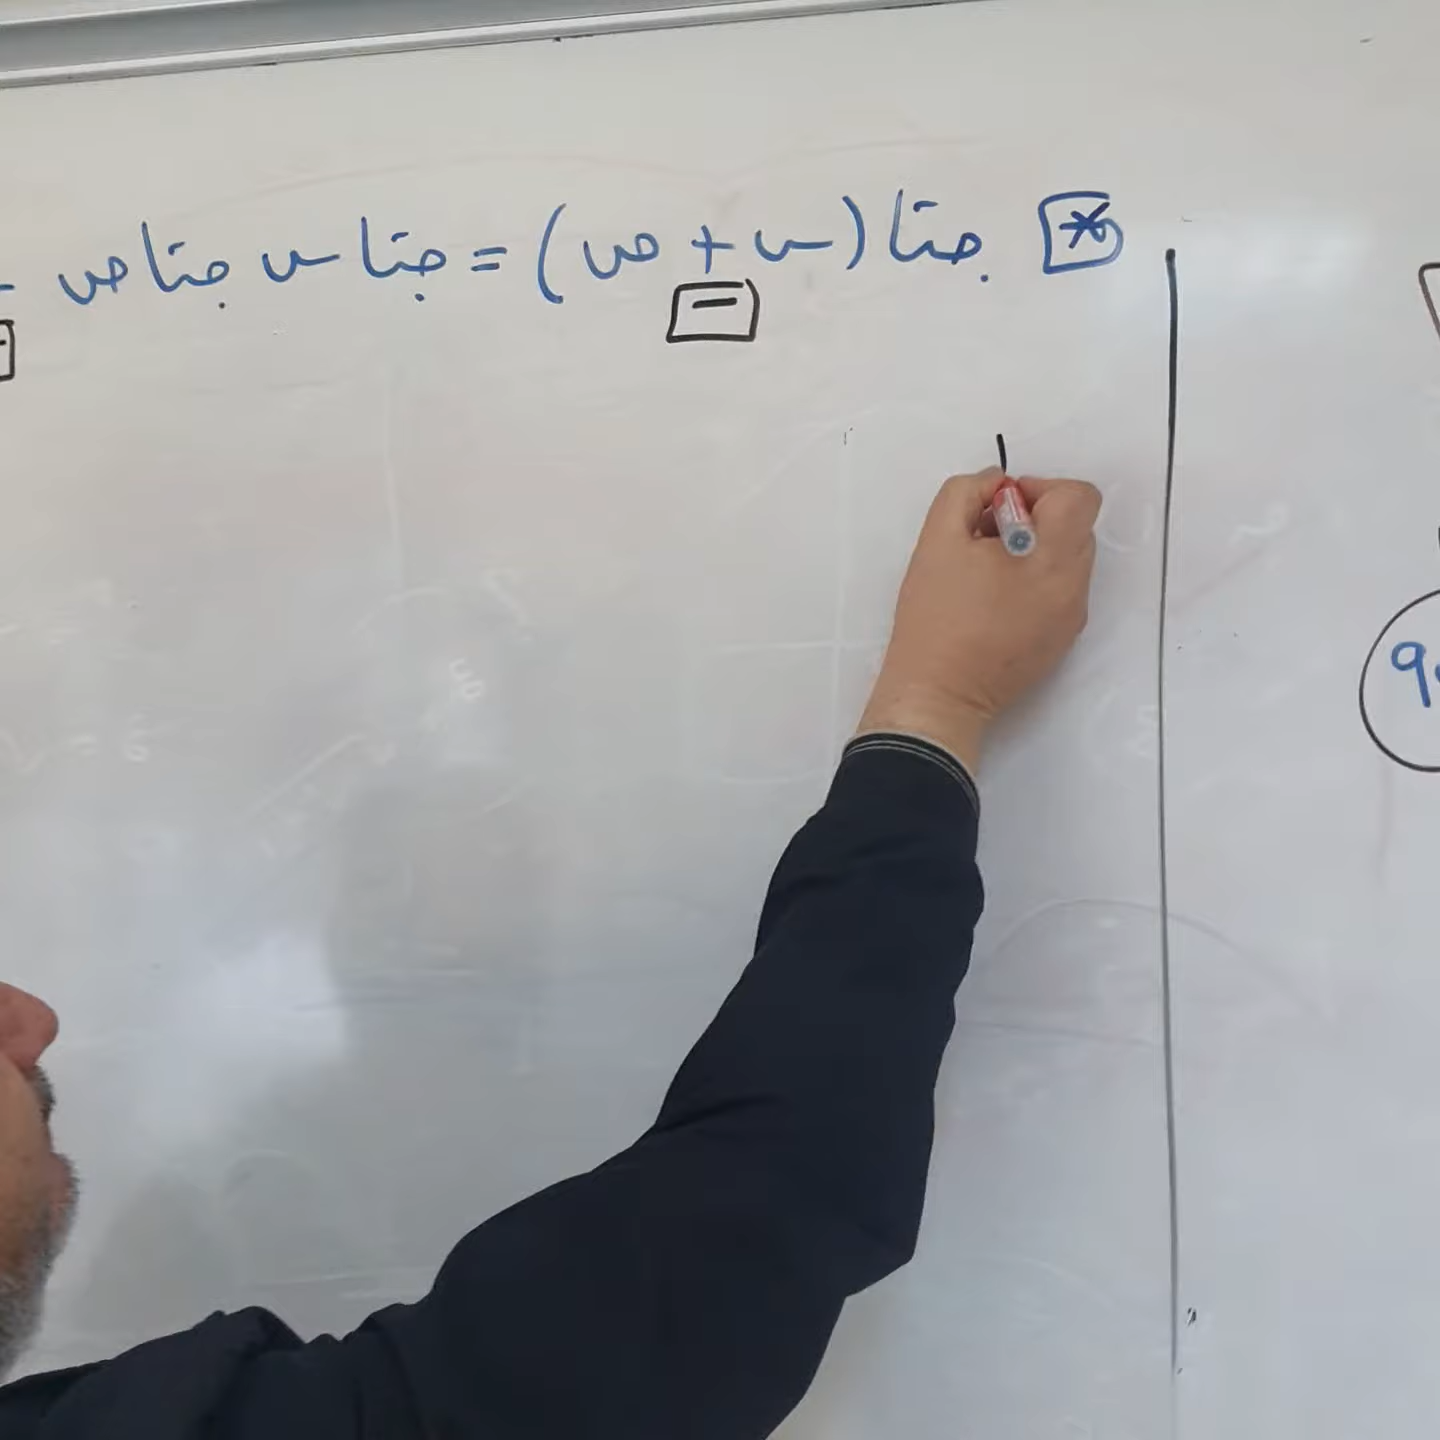 * جتا (س + ص) = جتا س جتا ص -
−